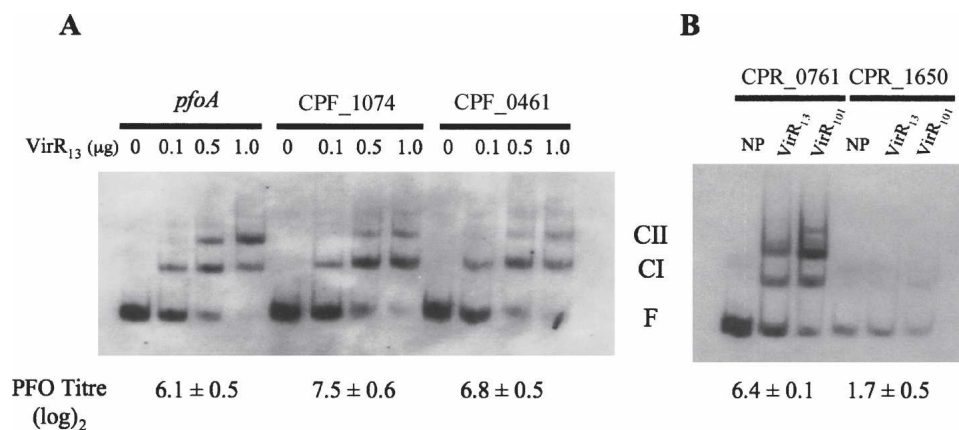 A
B
pfoA CPF_1074 CPF_0461
CPR_0761 CPR_1650
VirR13 (μg) 0 0.1 0.5 1.0 0 0.1 0.5 1.0 0 0.1 0.5 1.0
NP VirR13 VirR101 NP VirR13 VirR101
CII
CI
F
PFO Titre 6.1 ± 0.5 7.5 ± 0.6 6.8 ± 0.5 6.4 ± 0.1 1.7 ± 0.5
(log)2